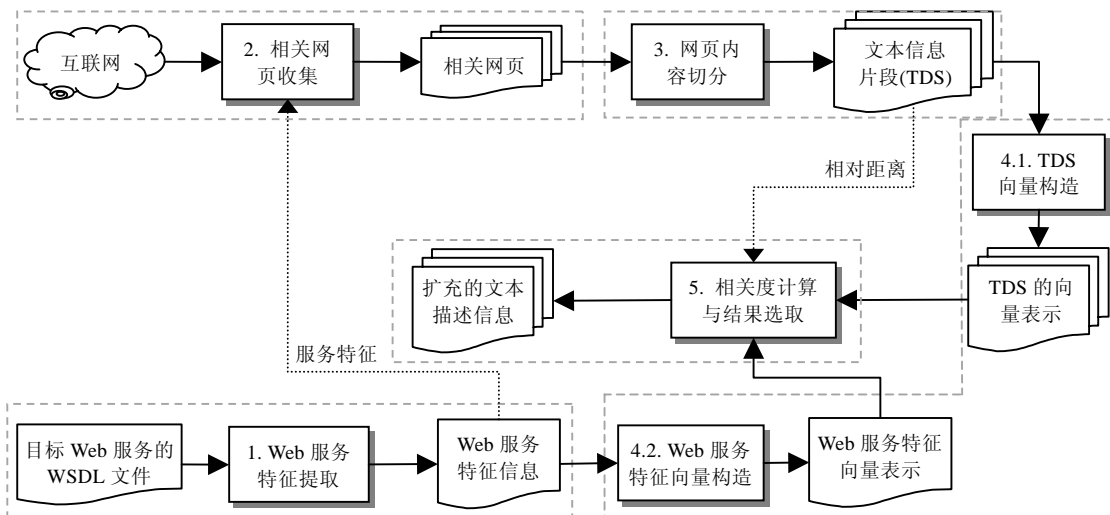 互联网
2. 相关网
页收集
相关网页
3. 网页内
容切分
文本信息
片段(TDS)
相对距离
4.1. TDS
向量构造
扩充的文本
描述信息
5. 相关度计算
与结果选取
TDS 的向
量表示
服务特征
目标 Web 服务的
WSDL 文件
1. Web 服务
特征提取
Web 服务
特征信息
4.2. Web 服务
特征向量构造
Web 服务特征
向量表示